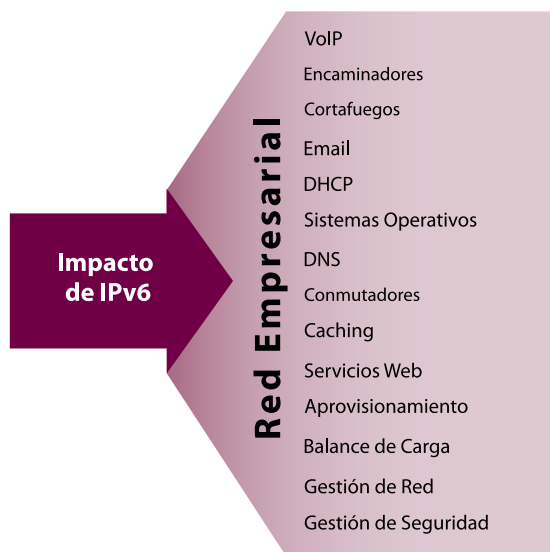 Impacto
de IPv6
Red Empresarial
VoIP
Encaminadores
Cortafuegos
Email
DHCP
Sistemas Operativos
DNS
Conmutadores
Caching
Servicios Web
Aprovisionamiento
Balance de Carga
Gestión de Red
Gestión de Seguridad